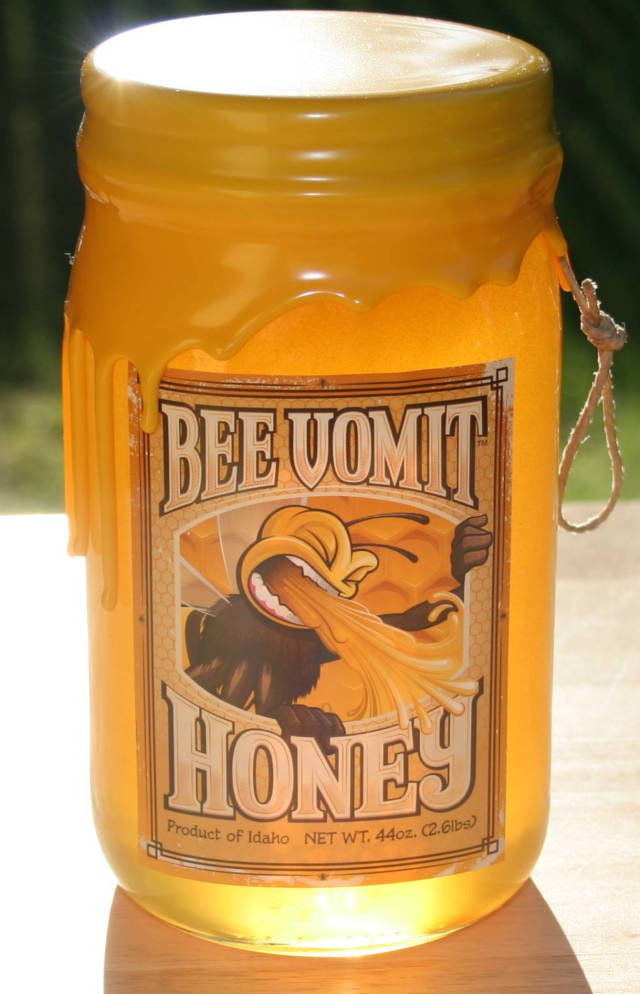 BEE VOMIT™
HONEY
Product of Idaho NET WT. 44oz. (2.6lbs)